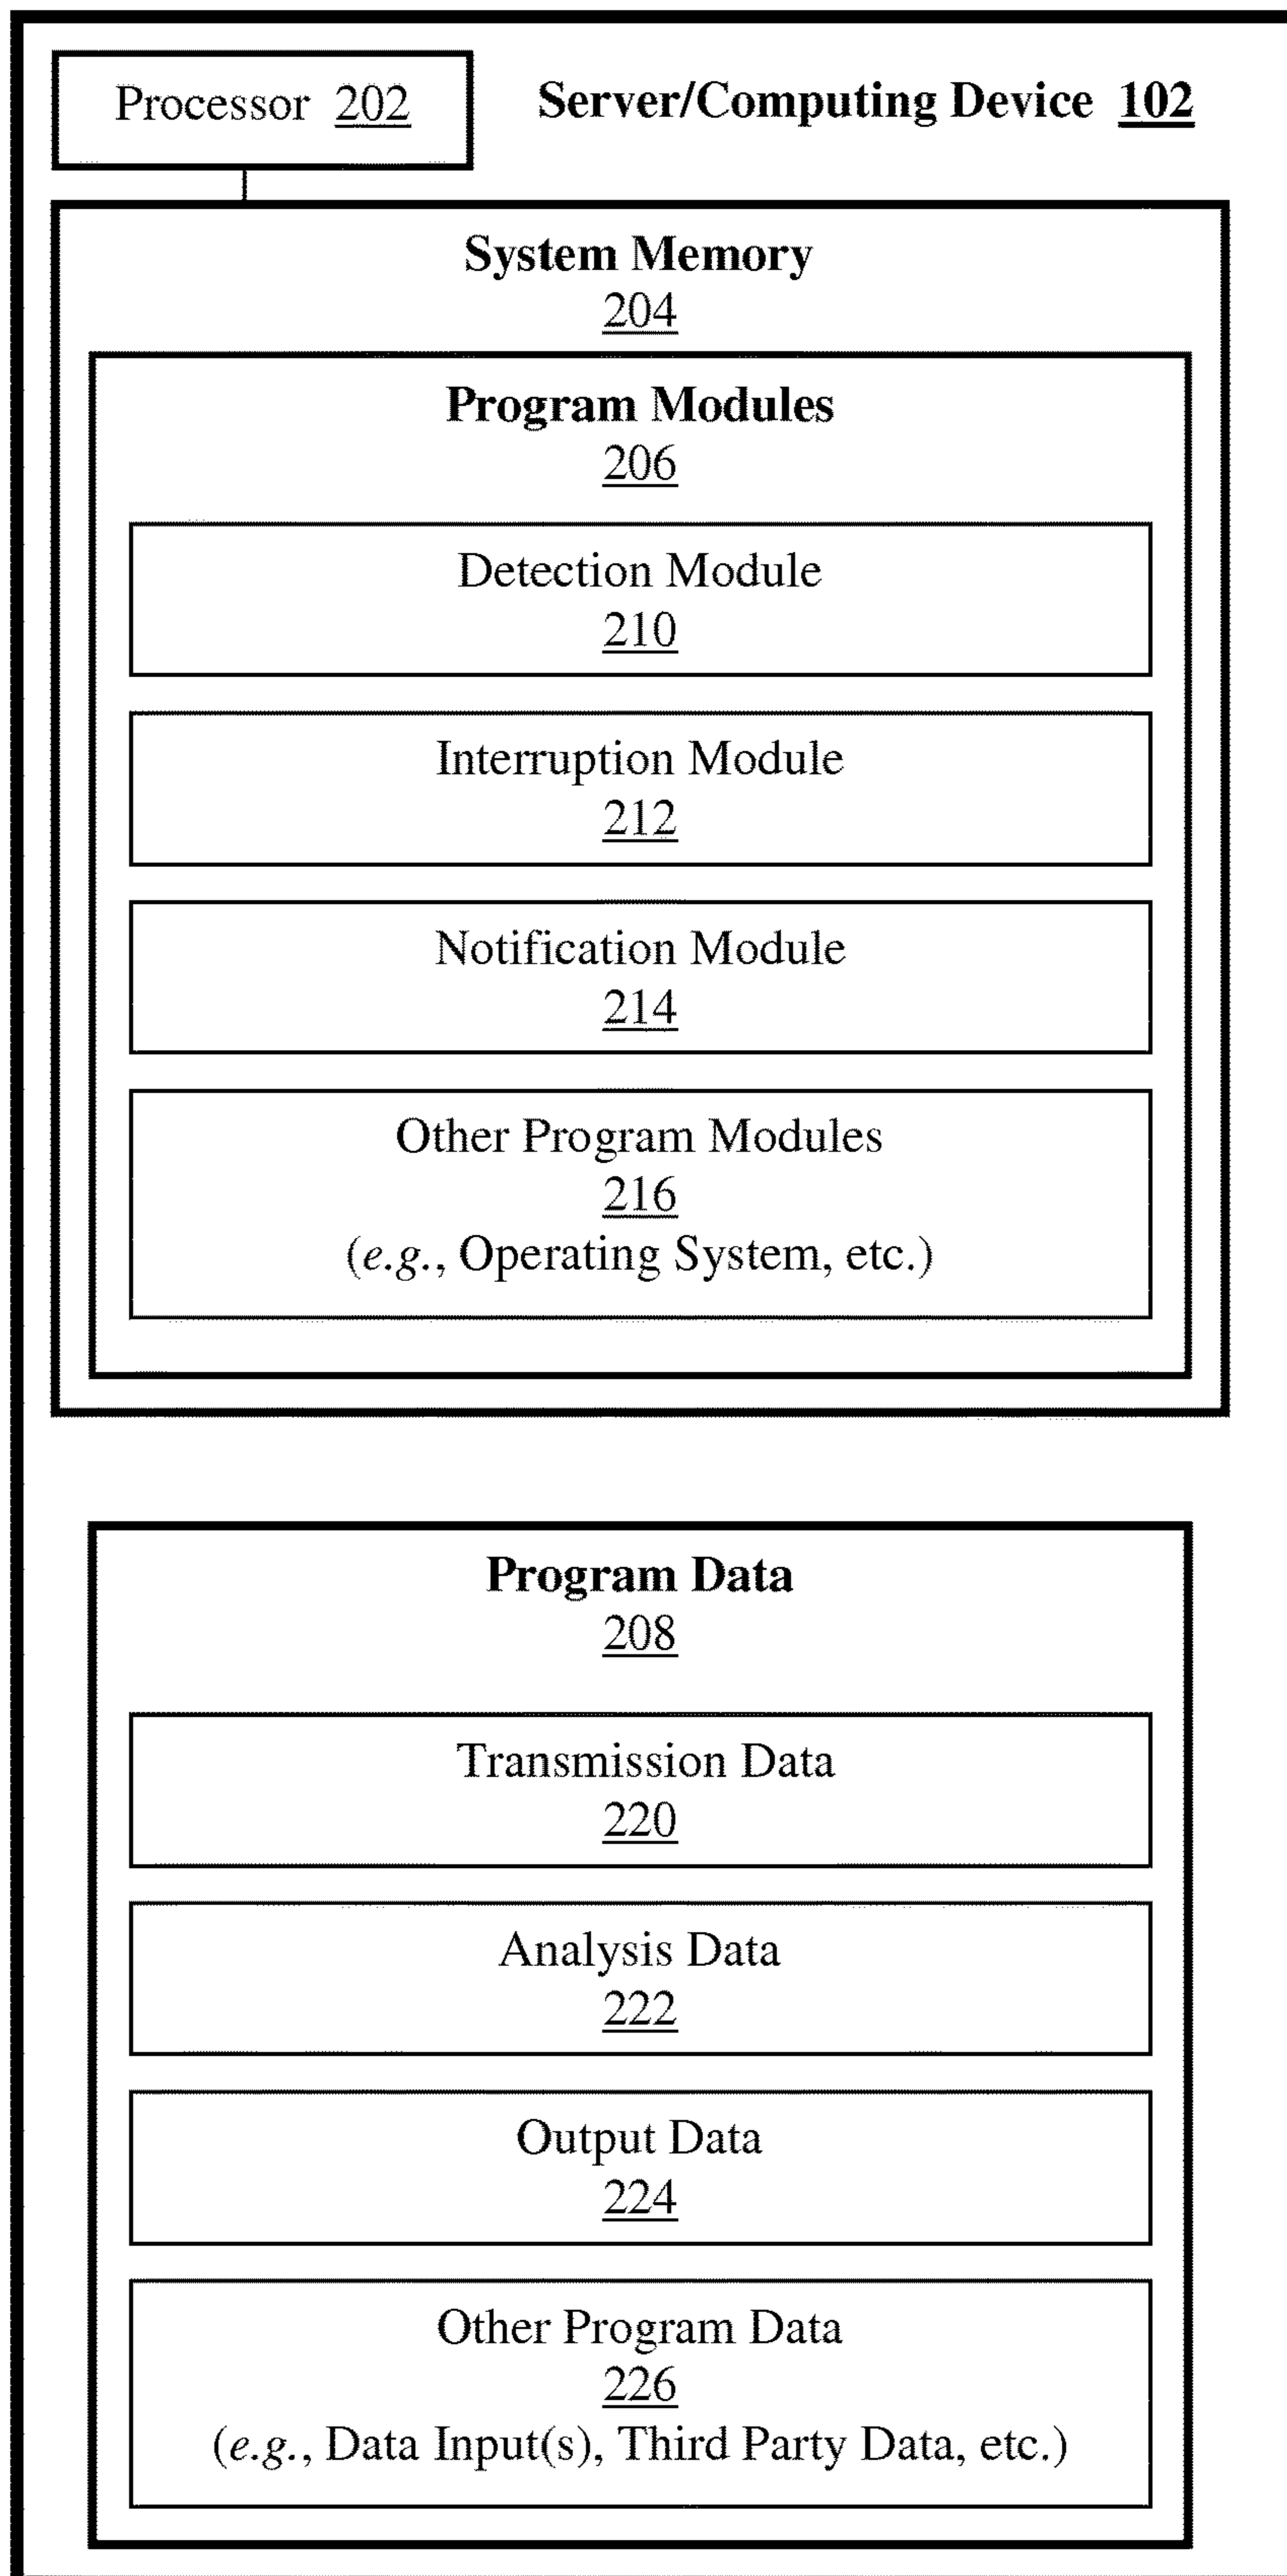 Processor 202
Server/Computing Device 102
System Memory
204
Program Modules
206
Detection Module
210
Interruption Module
212
Notification Module
214
Other Program Modules
216
(e.g., Operating System, etc.)
Program Data
208
Transmission Data
220
Analysis Data
222
Output Data
224
Other Program Data
226
(e.g., Data Input(s), Third Party Data, etc.)